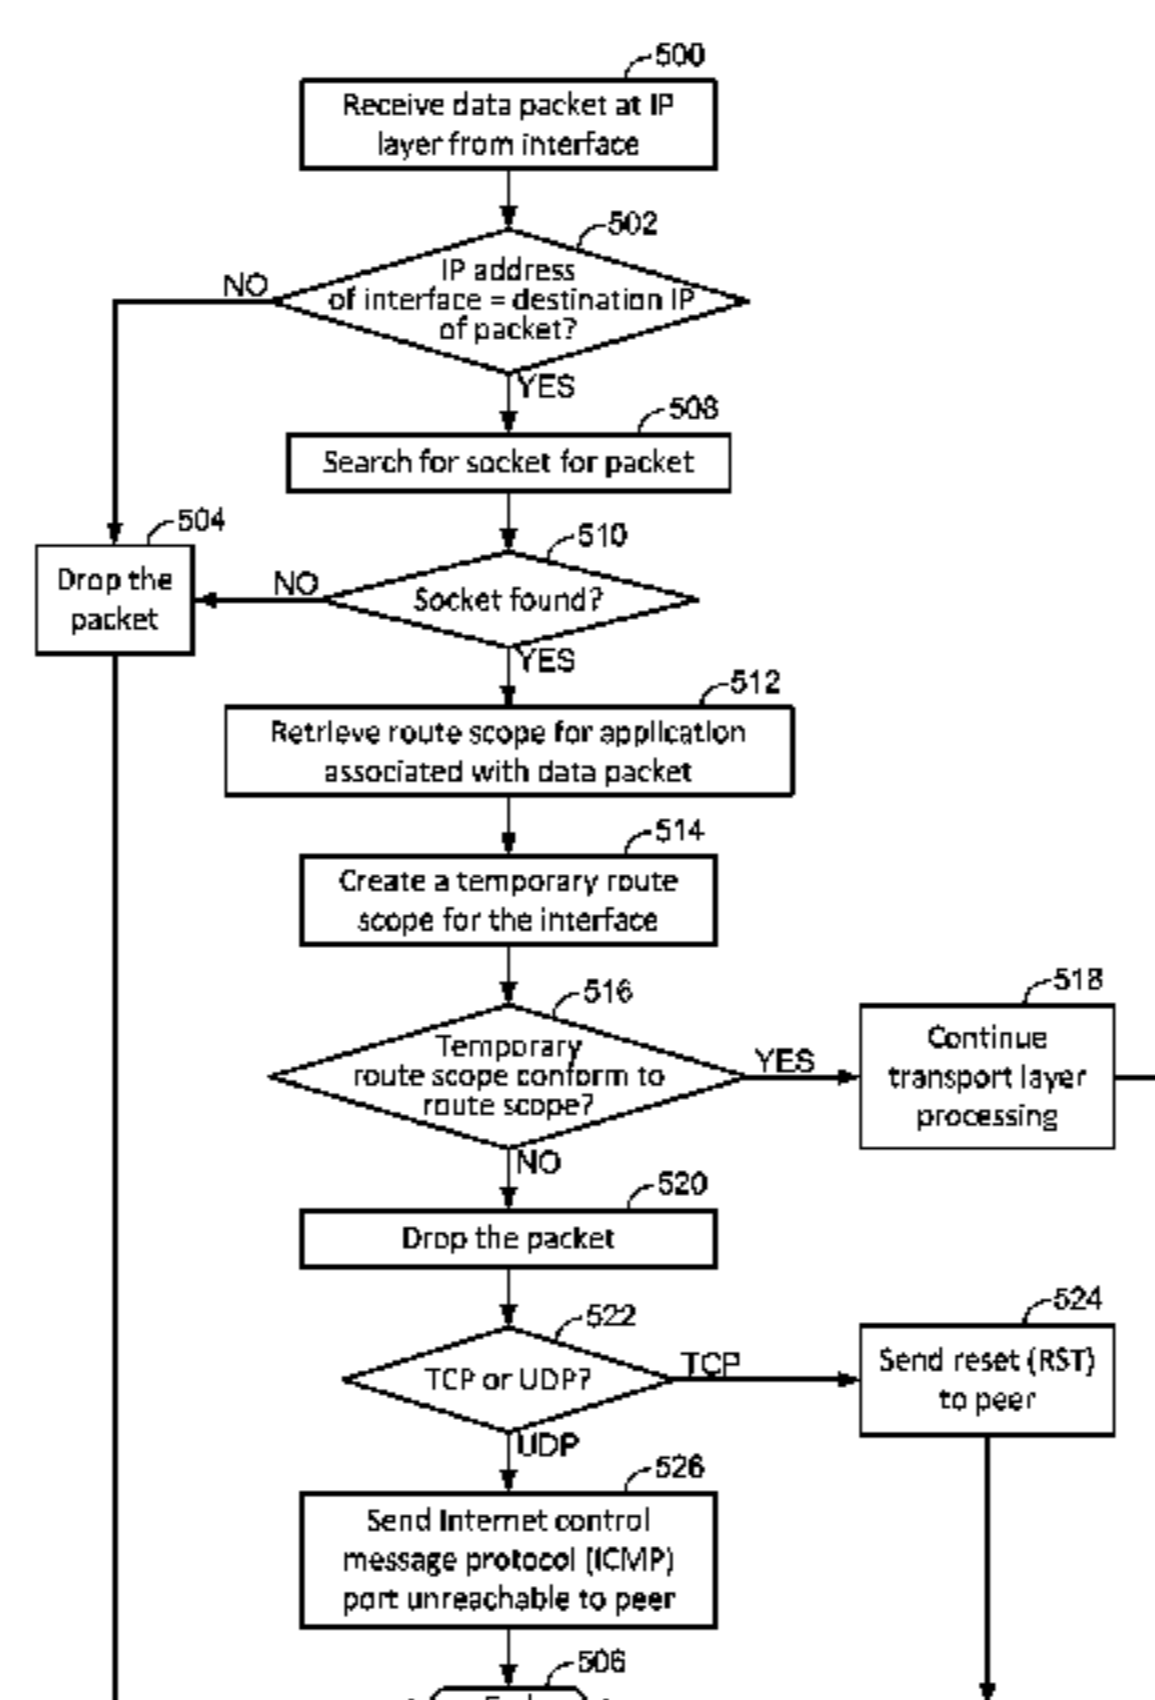 500
Receive data packet at IP
layer from interface
502
IP address
of interface = destination IP
of packet?
NO
YES
508
Search for socket for packet
504
Drop the
packet
510
Socket found?
NO
YES
512
Retrieve route scope for application
associated with data packet
514
Create a temporary route
scope for the interface
516
Temporary
route scope conform to
route scope?
YES
NO
518
Continue
transport layer
processing
520
Drop the packet
522
TCP or UDP?
TCP
UDP
524
Send reset (RST)
to peer
526
Send Internet control
message protocol (ICMP)
port unreachable to peer
506